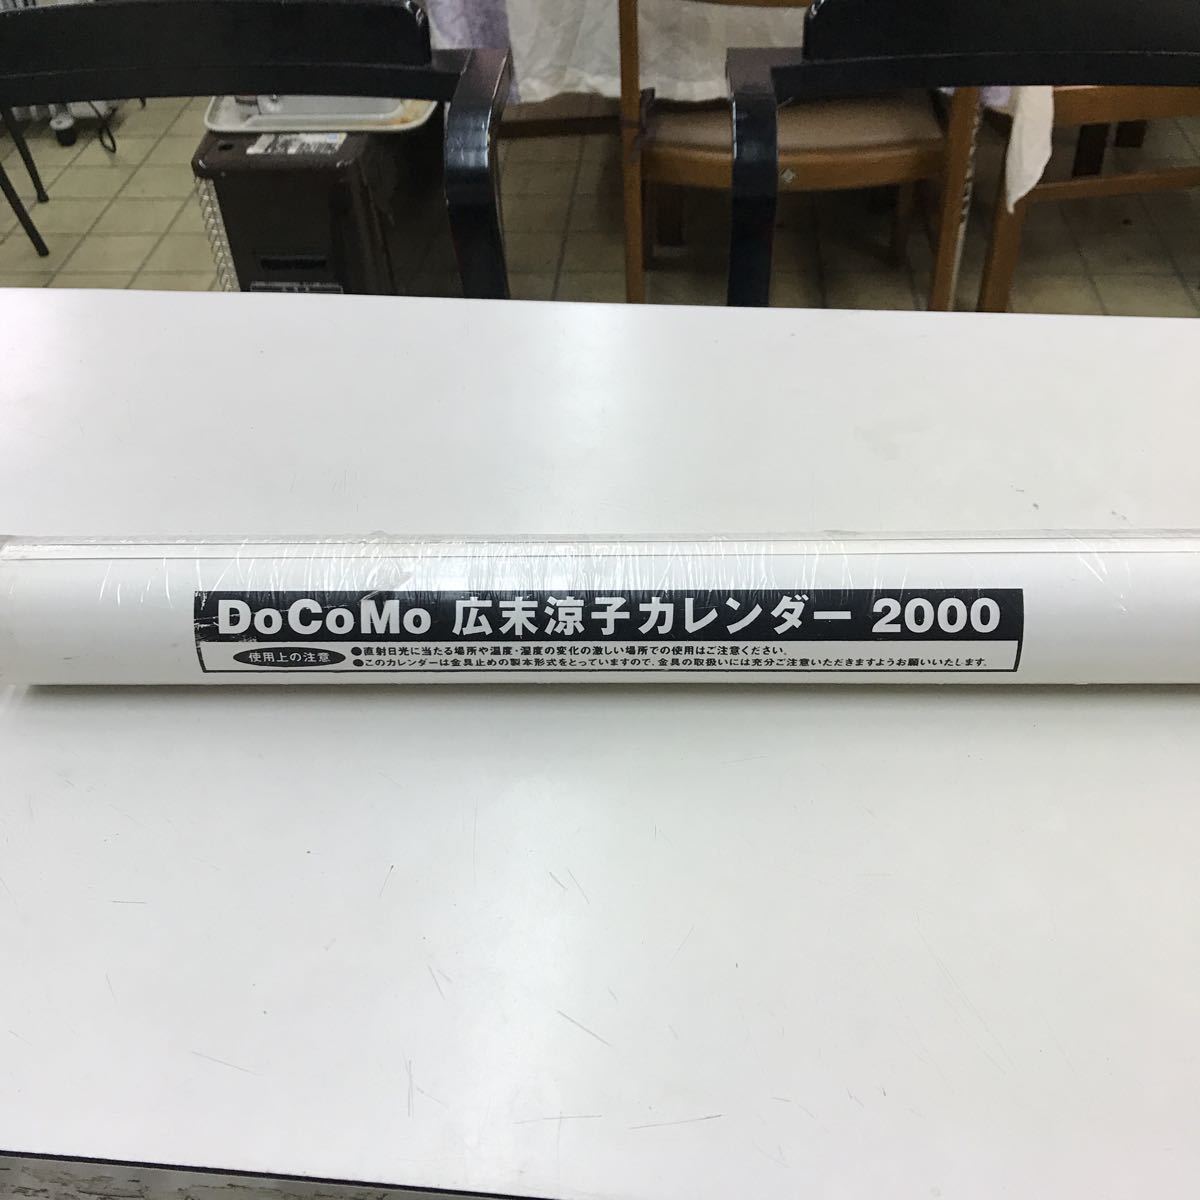 DoCoMo 広末涼子カレンダー 2000
使用上の注意
●直射日光に当たる場所や温度・湿度の変化の激しい場所での使用はご注意ください。
●このカレンダーは金具止めの製本形式をとっていますので、金具の取扱いには充分ご注意いただきますようお願いいたします。